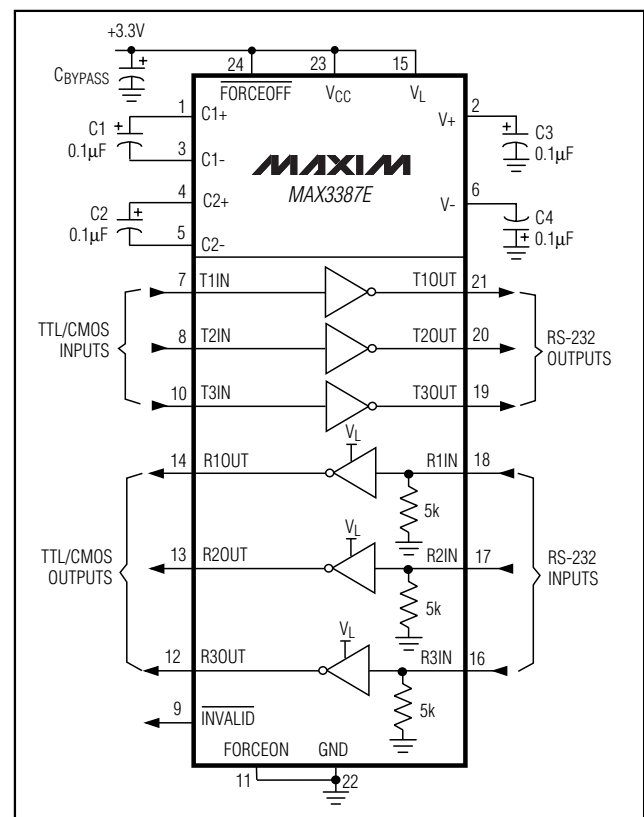 +3.3V
CBYPASS
24 23 15
FORCEOFF VCC VL
1 C1+ V+ 2
C1 0.1µF
C3 0.1µF
3 C1-
MAXIM
MAX3387E
4 C2+ V- 6
C2 0.1µF
C4 0.1µF
5 C2-
7 T1IN T1OUT 21
TTL/CMOS INPUTS
8 T2IN T2OUT 20
RS-232 OUTPUTS
10 T3IN T3OUT 19
VL
14 R1OUT R1IN 18
5k
VL
TTL/CMOS OUTPUTS
13 R2OUT R2IN 17
RS-232 INPUTS
5k
VL
12 R3OUT R3IN 16
5k
9 INVALID
FORCEON GND
11 22